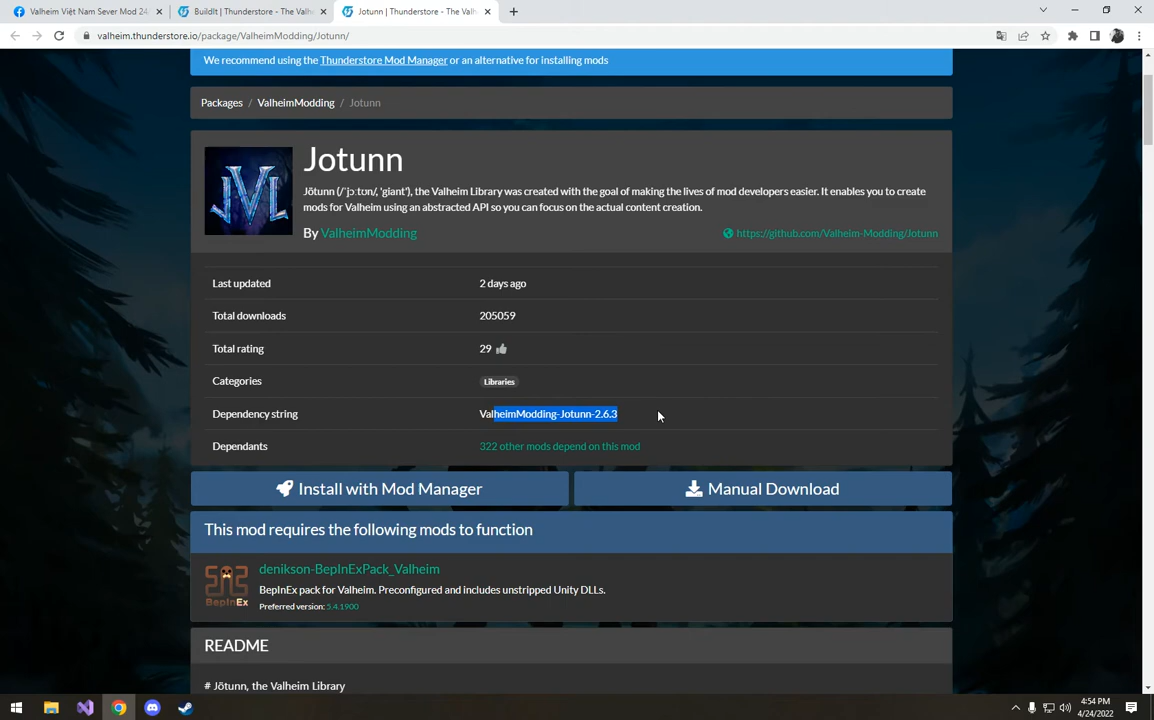 Valheim Việt Nam Sever Mod 24
BuildIt | Thunderstore - The Valhe
Jotunn | Thunderstore - The Valh
valheim.thunderstore.io/package/ValheimModding/Jotunn/
We recommend using the Thunderstore Mod Manager or an alternative for installing mods
Packages / ValheimModding / Jotunn
JVL
Jotunn
Jötunn (/ˈjɔːtʊn/, 'giant'), the Valheim Library was created with the goal of making the lives of mod developers easier. It enables you to create
mods for Valheim using an abstracted API so you can focus on the actual content creation.
By ValheimModding
https://github.com/Valheim-Modding/Jotunn
Last updated 2 days ago
Total downloads 205059
Total rating 29
Categories Libraries
Dependency string ValheimModding-Jotunn-2.6.3
Dependants 322 other mods depend on this mod
Install with Mod Manager
Manual Download
This mod requires the following mods to function
BepInEx
denikson-BepInExPack_Valheim
BepInEx pack for Valheim. Preconfigured and includes unstripped Unity DLLs.
Preferred version: 5.4.1900
README
# Jötunn, the Valheim Library
4:54 PM
4/24/2022